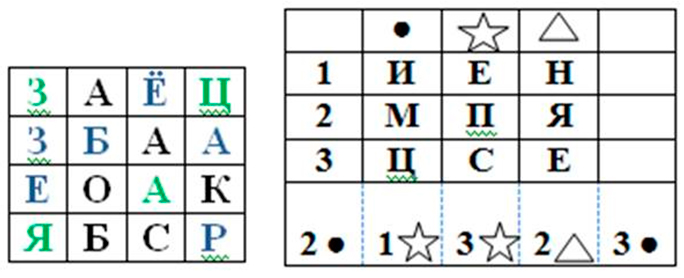 З А Ё Ц
З Б А А
Е О А К
Я Б С Р
● ☆ △
1 И Е Н
2 М П Я
3 Ц С Е
2● 1☆ 3☆ 2△ 3●